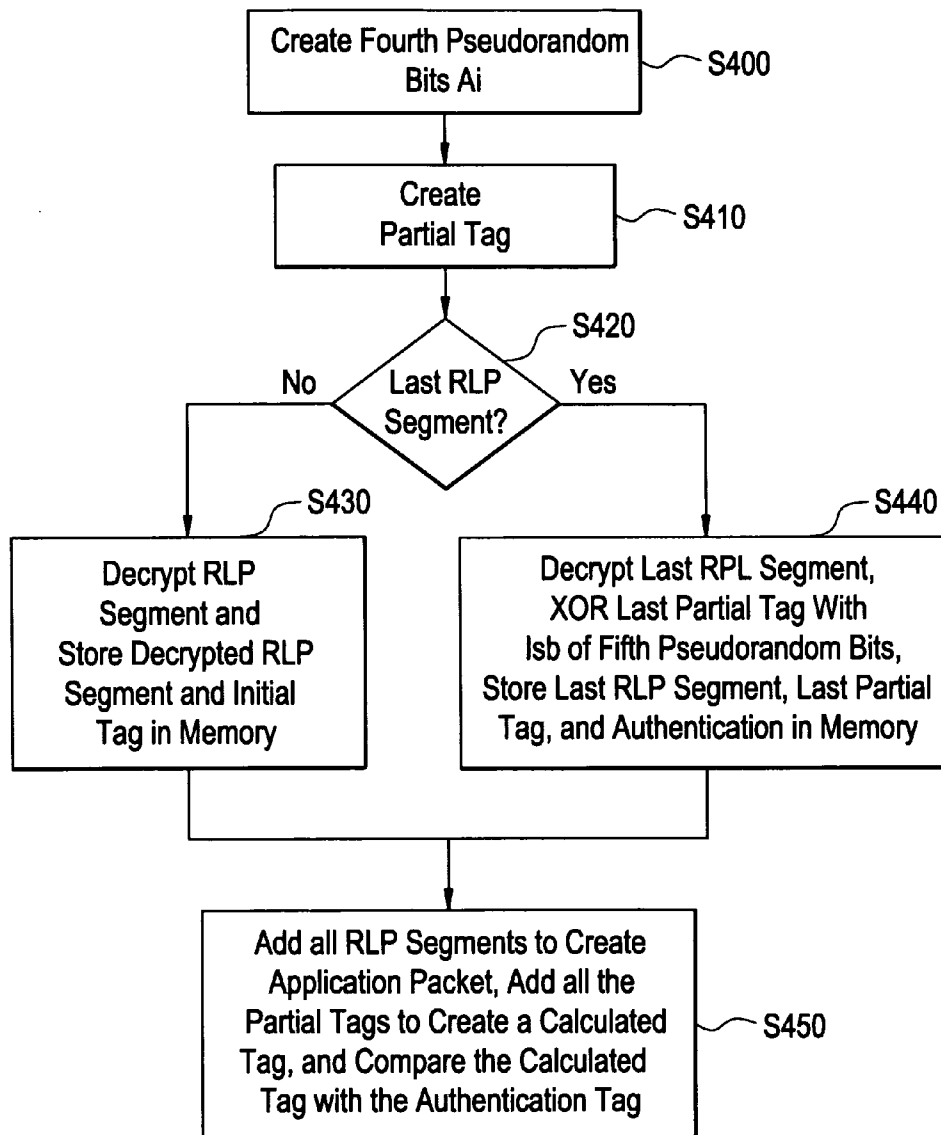 Create Fourth Pseudorandom
Bits Ai
S400
Create
Partial Tag
S410
S420
Last RLP
Segment?
No
Yes
S430
Decrypt RLP
Segment and
Store Decrypted RLP
Segment and Initial
Tag in Memory
S440
Decrypt Last RPL Segment,
XOR Last Partial Tag With
lsb of Fifth Pseudorandom Bits,
Store Last RLP Segment, Last Partial
Tag, and Authentication in Memory
Add all RLP Segments to Create
Application Packet, Add all the
Partial Tags to Create a Calculated
Tag, and Compare the Calculated
Tag with the Authentication Tag
S450